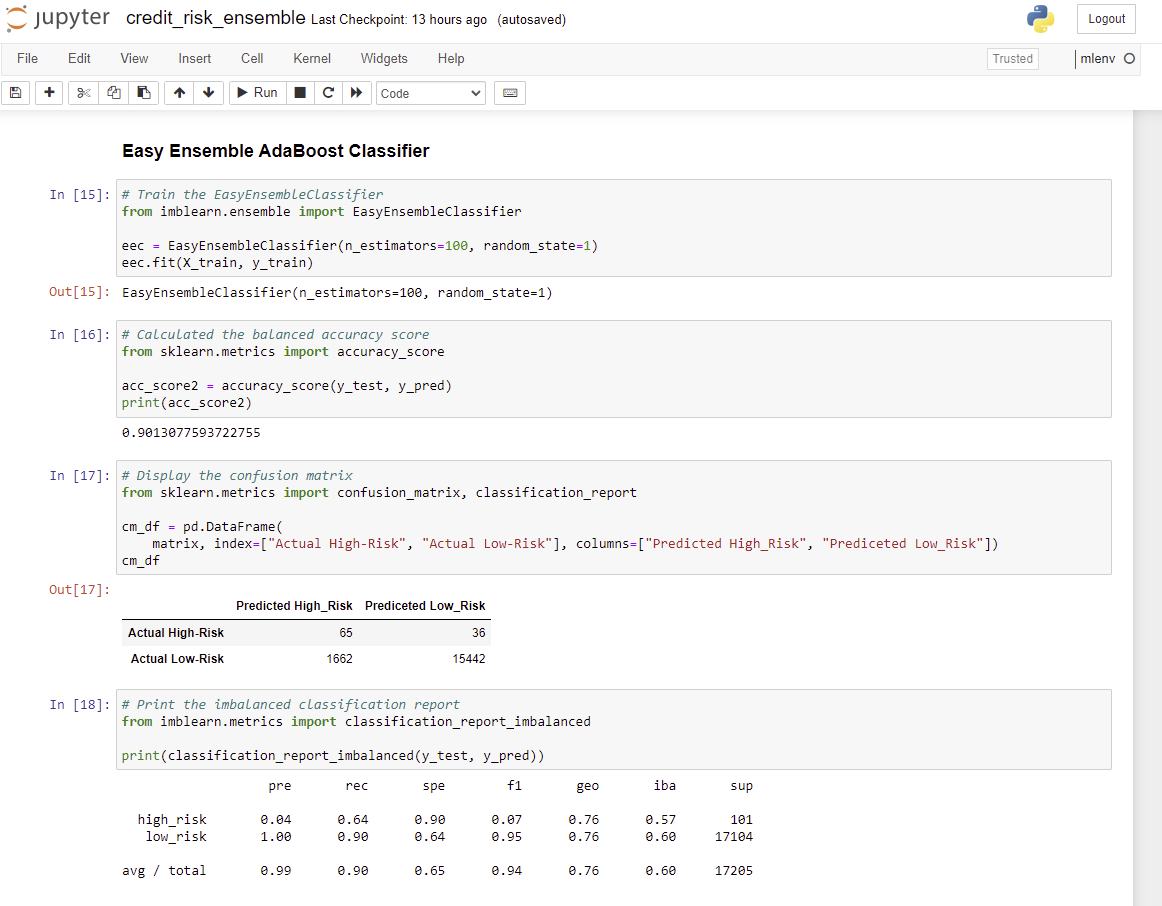 jupyter credit_risk_ensemble Last Checkpoint: 13 hours ago (autosaved) Logout
File Edit View Insert Cell Kernel Widgets Help Trusted mlenv
Run Code
Easy Ensemble AdaBoost Classifier
In [15]: # Train the EasyEnsembleClassifier
from imblearn.ensemble import EasyEnsembleClassifier
eec = EasyEnsembleClassifier(n_estimators=100, random_state=1)
eec.fit(X_train, y_train)
Out[15]: EasyEnsembleClassifier(n_estimators=100, random_state=1)
In [16]: # Calculated the balanced accuracy score
from sklearn.metrics import accuracy_score
acc_score2 = accuracy_score(y_test, y_pred)
print(acc_score2)
0.9013077593722755
In [17]: # Display the confusion matrix
from sklearn.metrics import confusion_matrix, classification_report
cm_df = pd.DataFrame(
matrix, index=["Actual High-Risk", "Actual Low-Risk"], columns=["Predicted High_Risk", "Prediceted Low_Risk"])
cm_df
Out[17]:
Predicted High_Risk Prediceted Low_Risk
Actual High-Risk 65 36
Actual Low-Risk 1662 15442
In [18]: # Print the imbalanced classification report
from imblearn.metrics import classification_report_imbalanced
print(classification_report_imbalanced(y_test, y_pred))
pre rec spe f1 geo iba sup
high_risk 0.04 0.64 0.90 0.07 0.76 0.57 101
low_risk 1.00 0.90 0.64 0.95 0.76 0.60 17104
avg / total 0.99 0.90 0.65 0.94 0.76 0.60 17205